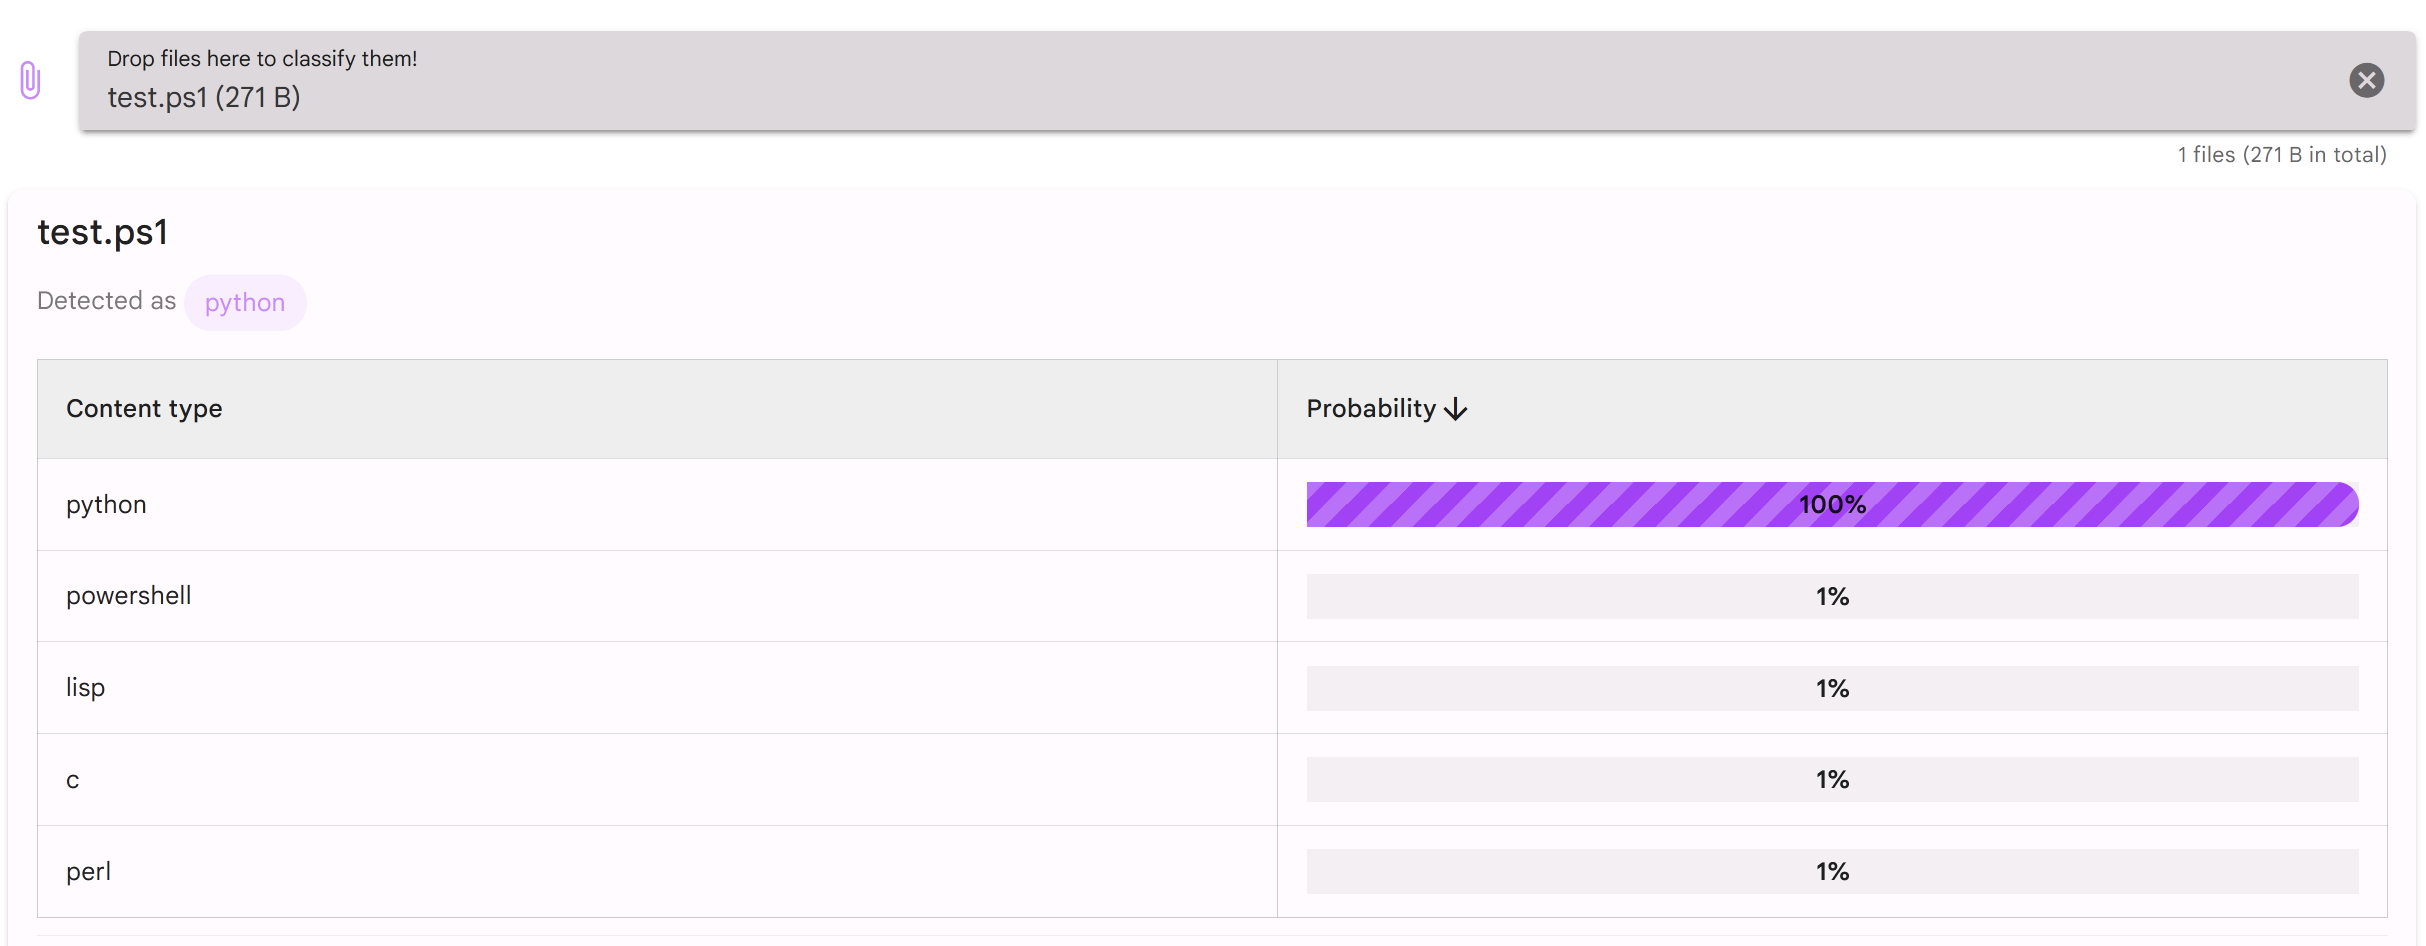 Drop files here to classify them!
test.ps1 (271 B)
1 files (271 B in total)
test.ps1
Detected as python
Content type Probability
python 100%
powershell 1%
lisp 1%
c 1%
perl 1%